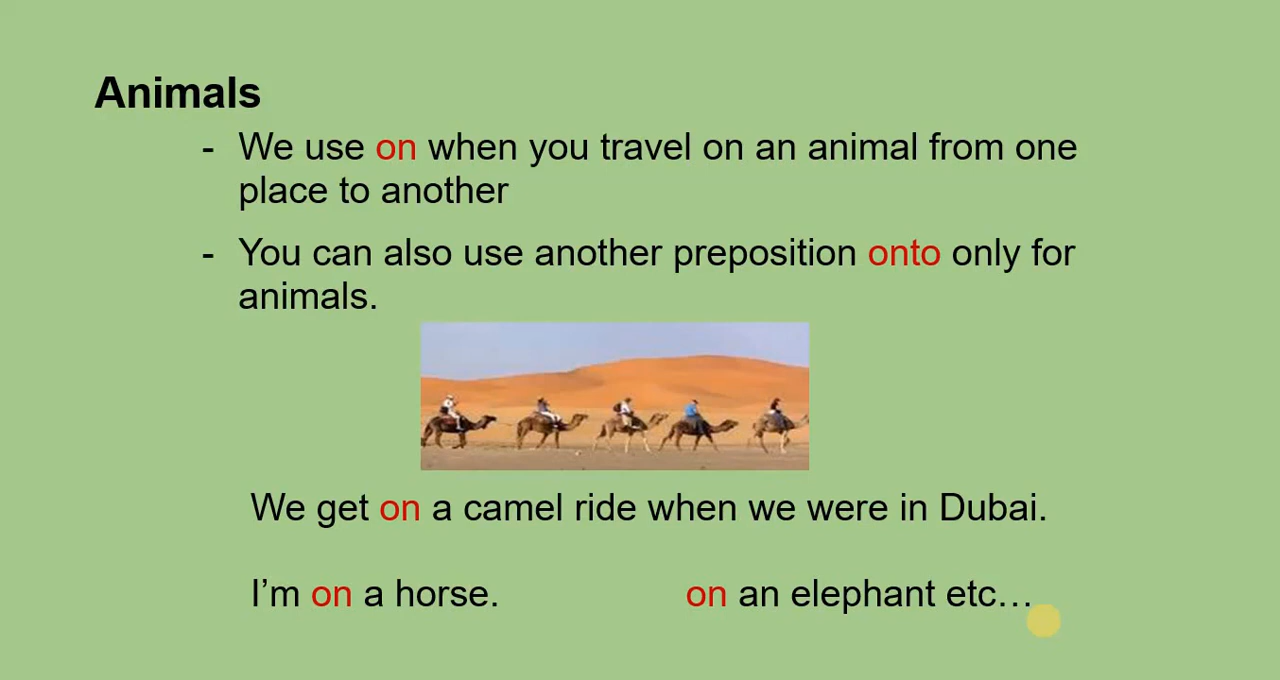 Animals
- We use on when you travel on an animal from one
place to another
- You can also use another preposition onto only for
animals.
We get on a camel ride when we were in Dubai.
I’m on a horse. on an elephant etc…